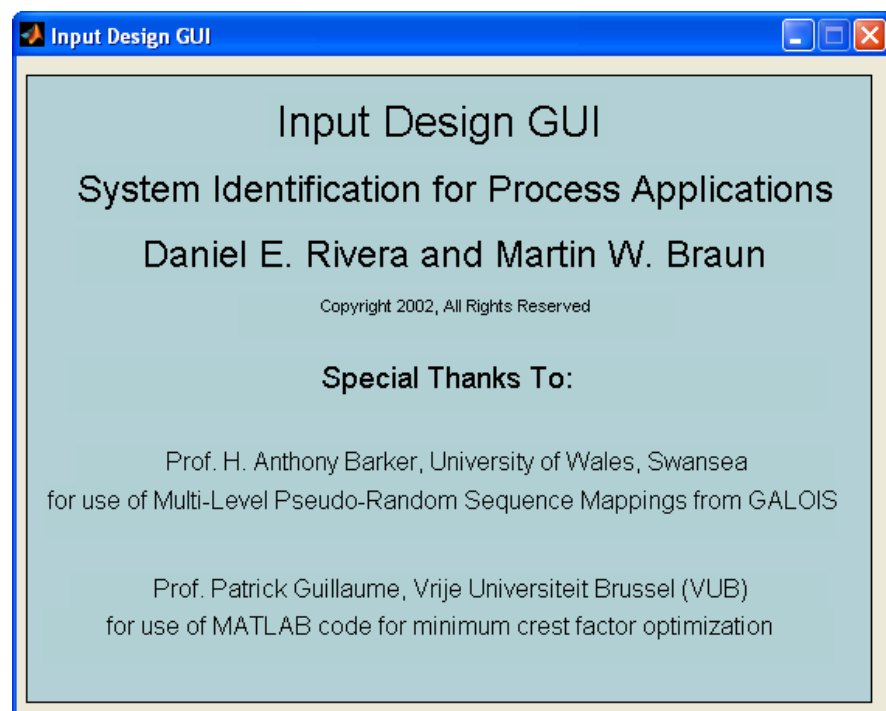 Input Design GUI
Input Design GUI
System Identification for Process Applications
Daniel E. Rivera and Martin W. Braun
Copyright 2002, All Rights Reserved
Special Thanks To:
Prof. H. Anthony Barker, University of Wales, Swansea
for use of Multi-Level Pseudo-Random Sequence Mappings from GALOIS
Prof. Patrick Guillaume, Vrije Universiteit Brussel (VUB)
for use of MATLAB code for minimum crest factor optimization